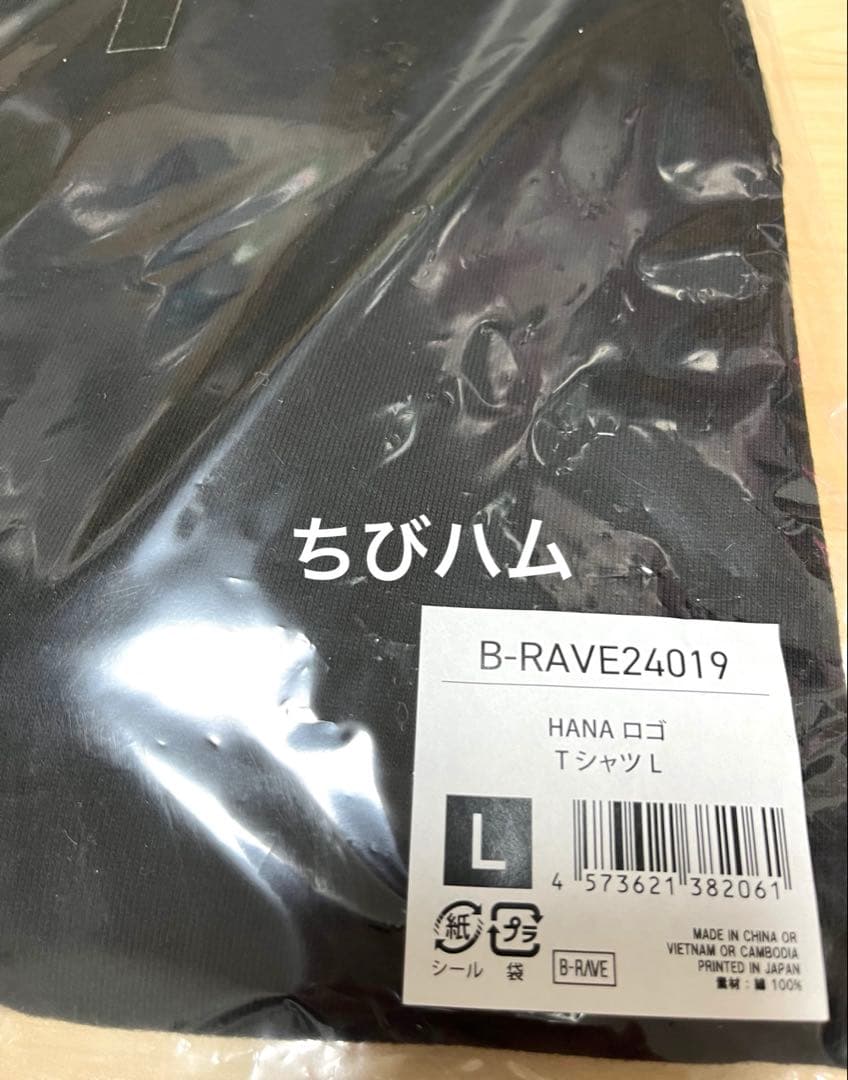 ちびハム
B-RAVE24019
HANA ロゴ
Tシャツ L
L
4 573621 382061
紙 プラ
シール 袋
B-RAVE
MADE IN CHINA OR
VIETNAM OR CAMBODIA
PRINTED IN JAPAN
素材：綿 100%